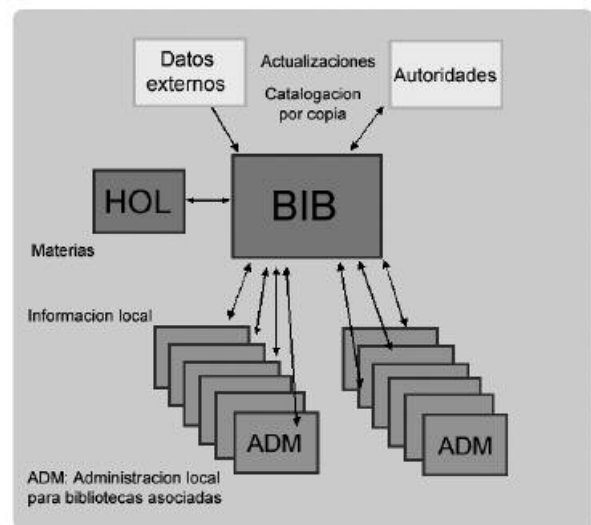 Datos
externos
Actualizaciones
Catalogacion
por copia
Autoridades
HOL
BIB
Materias
Informacion local
ADM
ADM
ADM: Administracion local
para bibliotecas asociadas